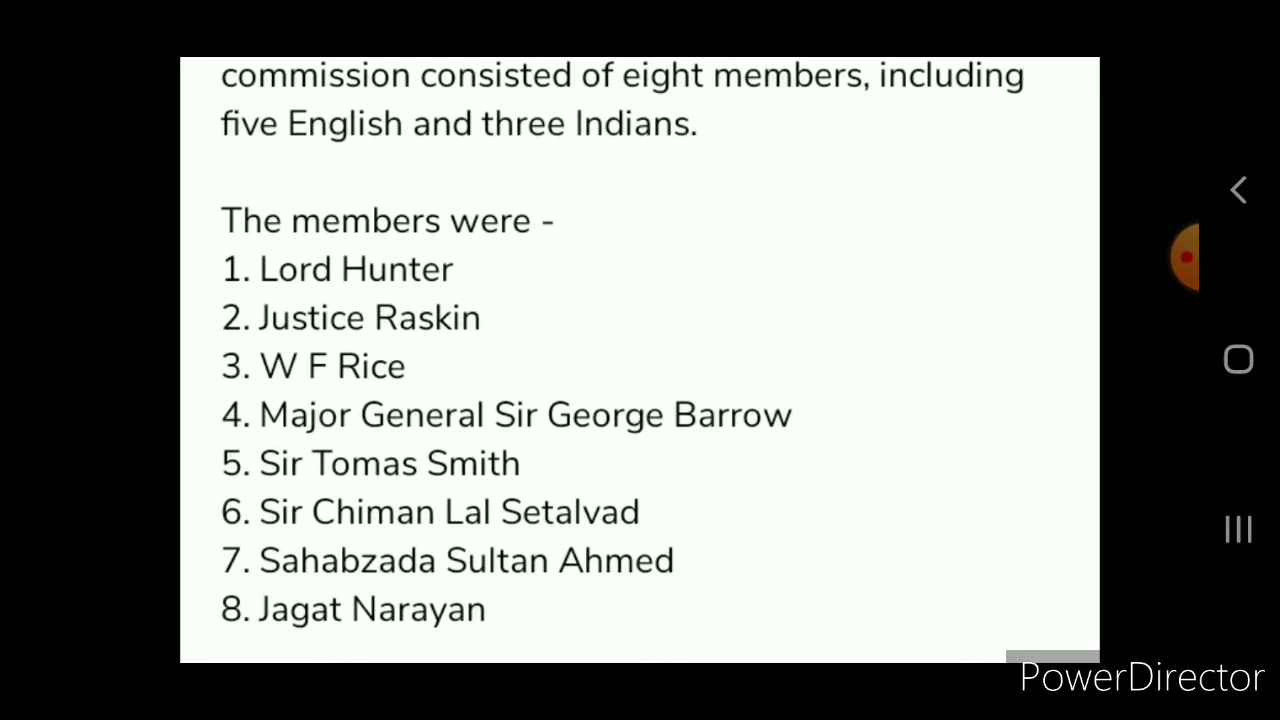 commission consisted of eight members, including
five English and three Indians.
The members were -
1. Lord Hunter
2. Justice Raskin
3. W F Rice
4. Major General Sir George Barrow
5. Sir Tomas Smith
6. Sir Chiman Lal Setalvad
7. Sahabzada Sultan Ahmed
8. Jagat Narayan
PowerDirector